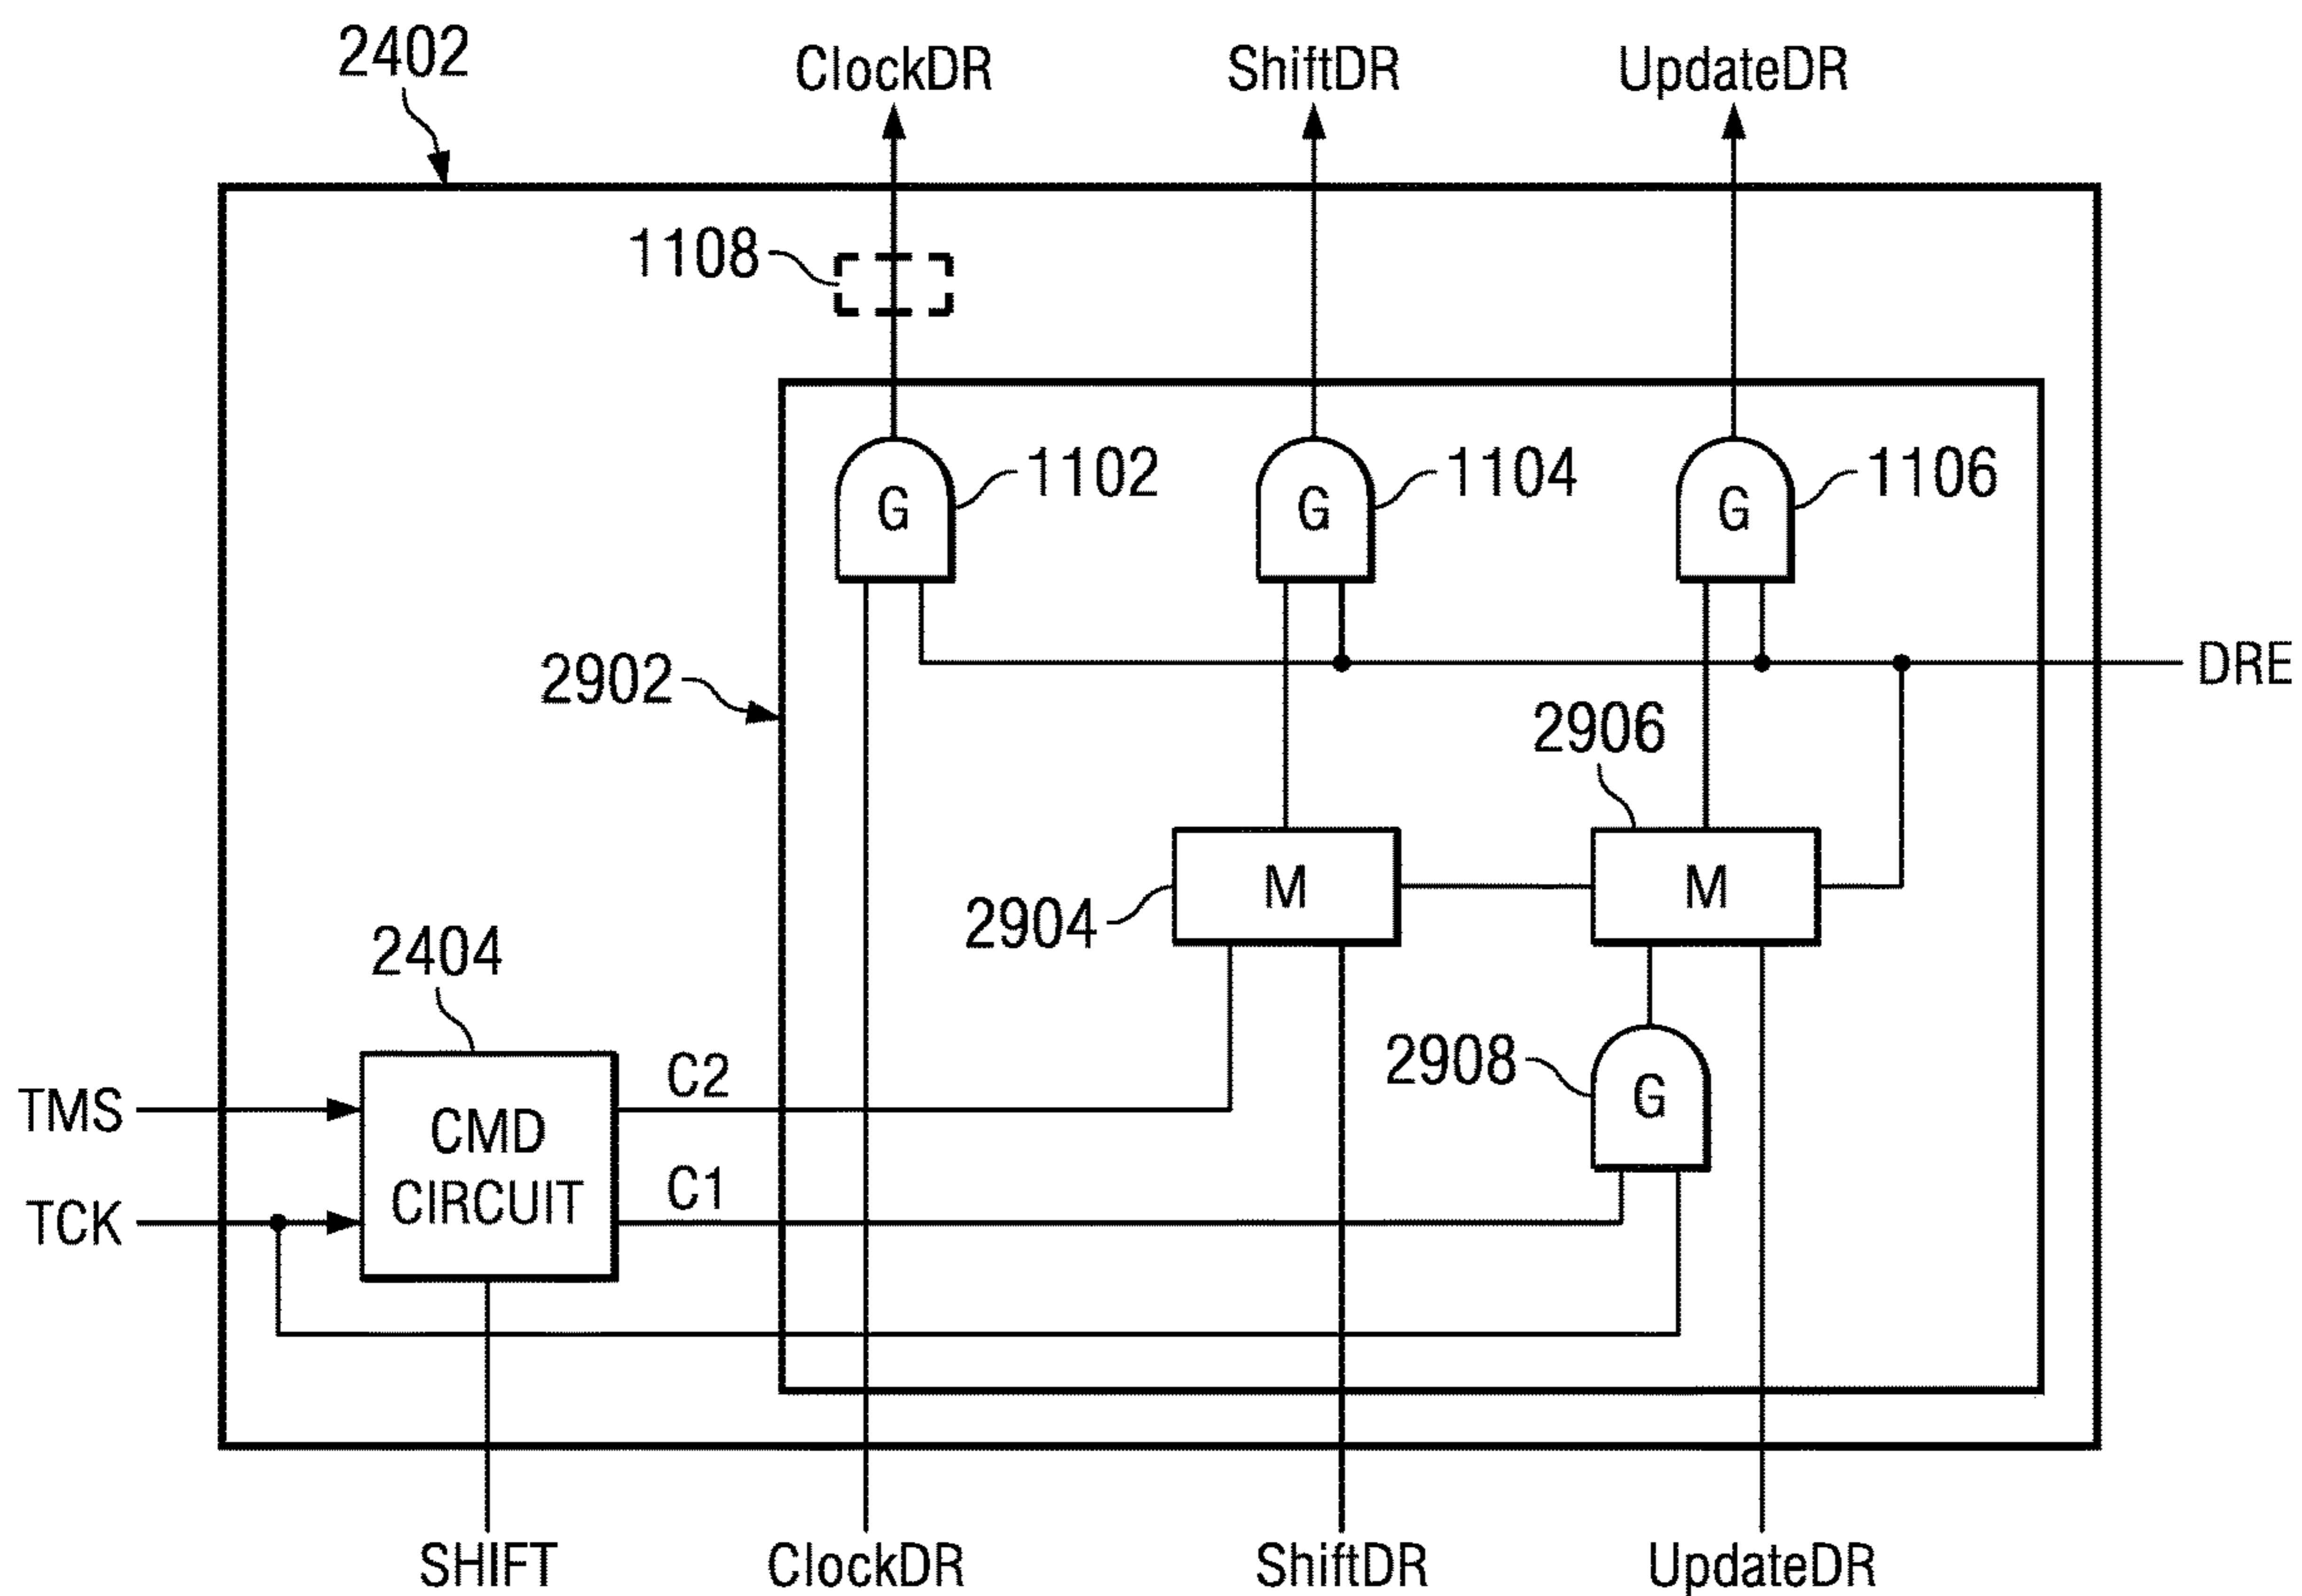 2402
ClockDR
ShiftDR
UpdateDR
1108
G
1102
G
1104
G
1106
2902
DRE
2906
2904
M
M
2404
2908
G
TMS
TCK
CMD
CIRCUIT
C2
C1
SHIFT
ClockDR
ShiftDR
UpdateDR